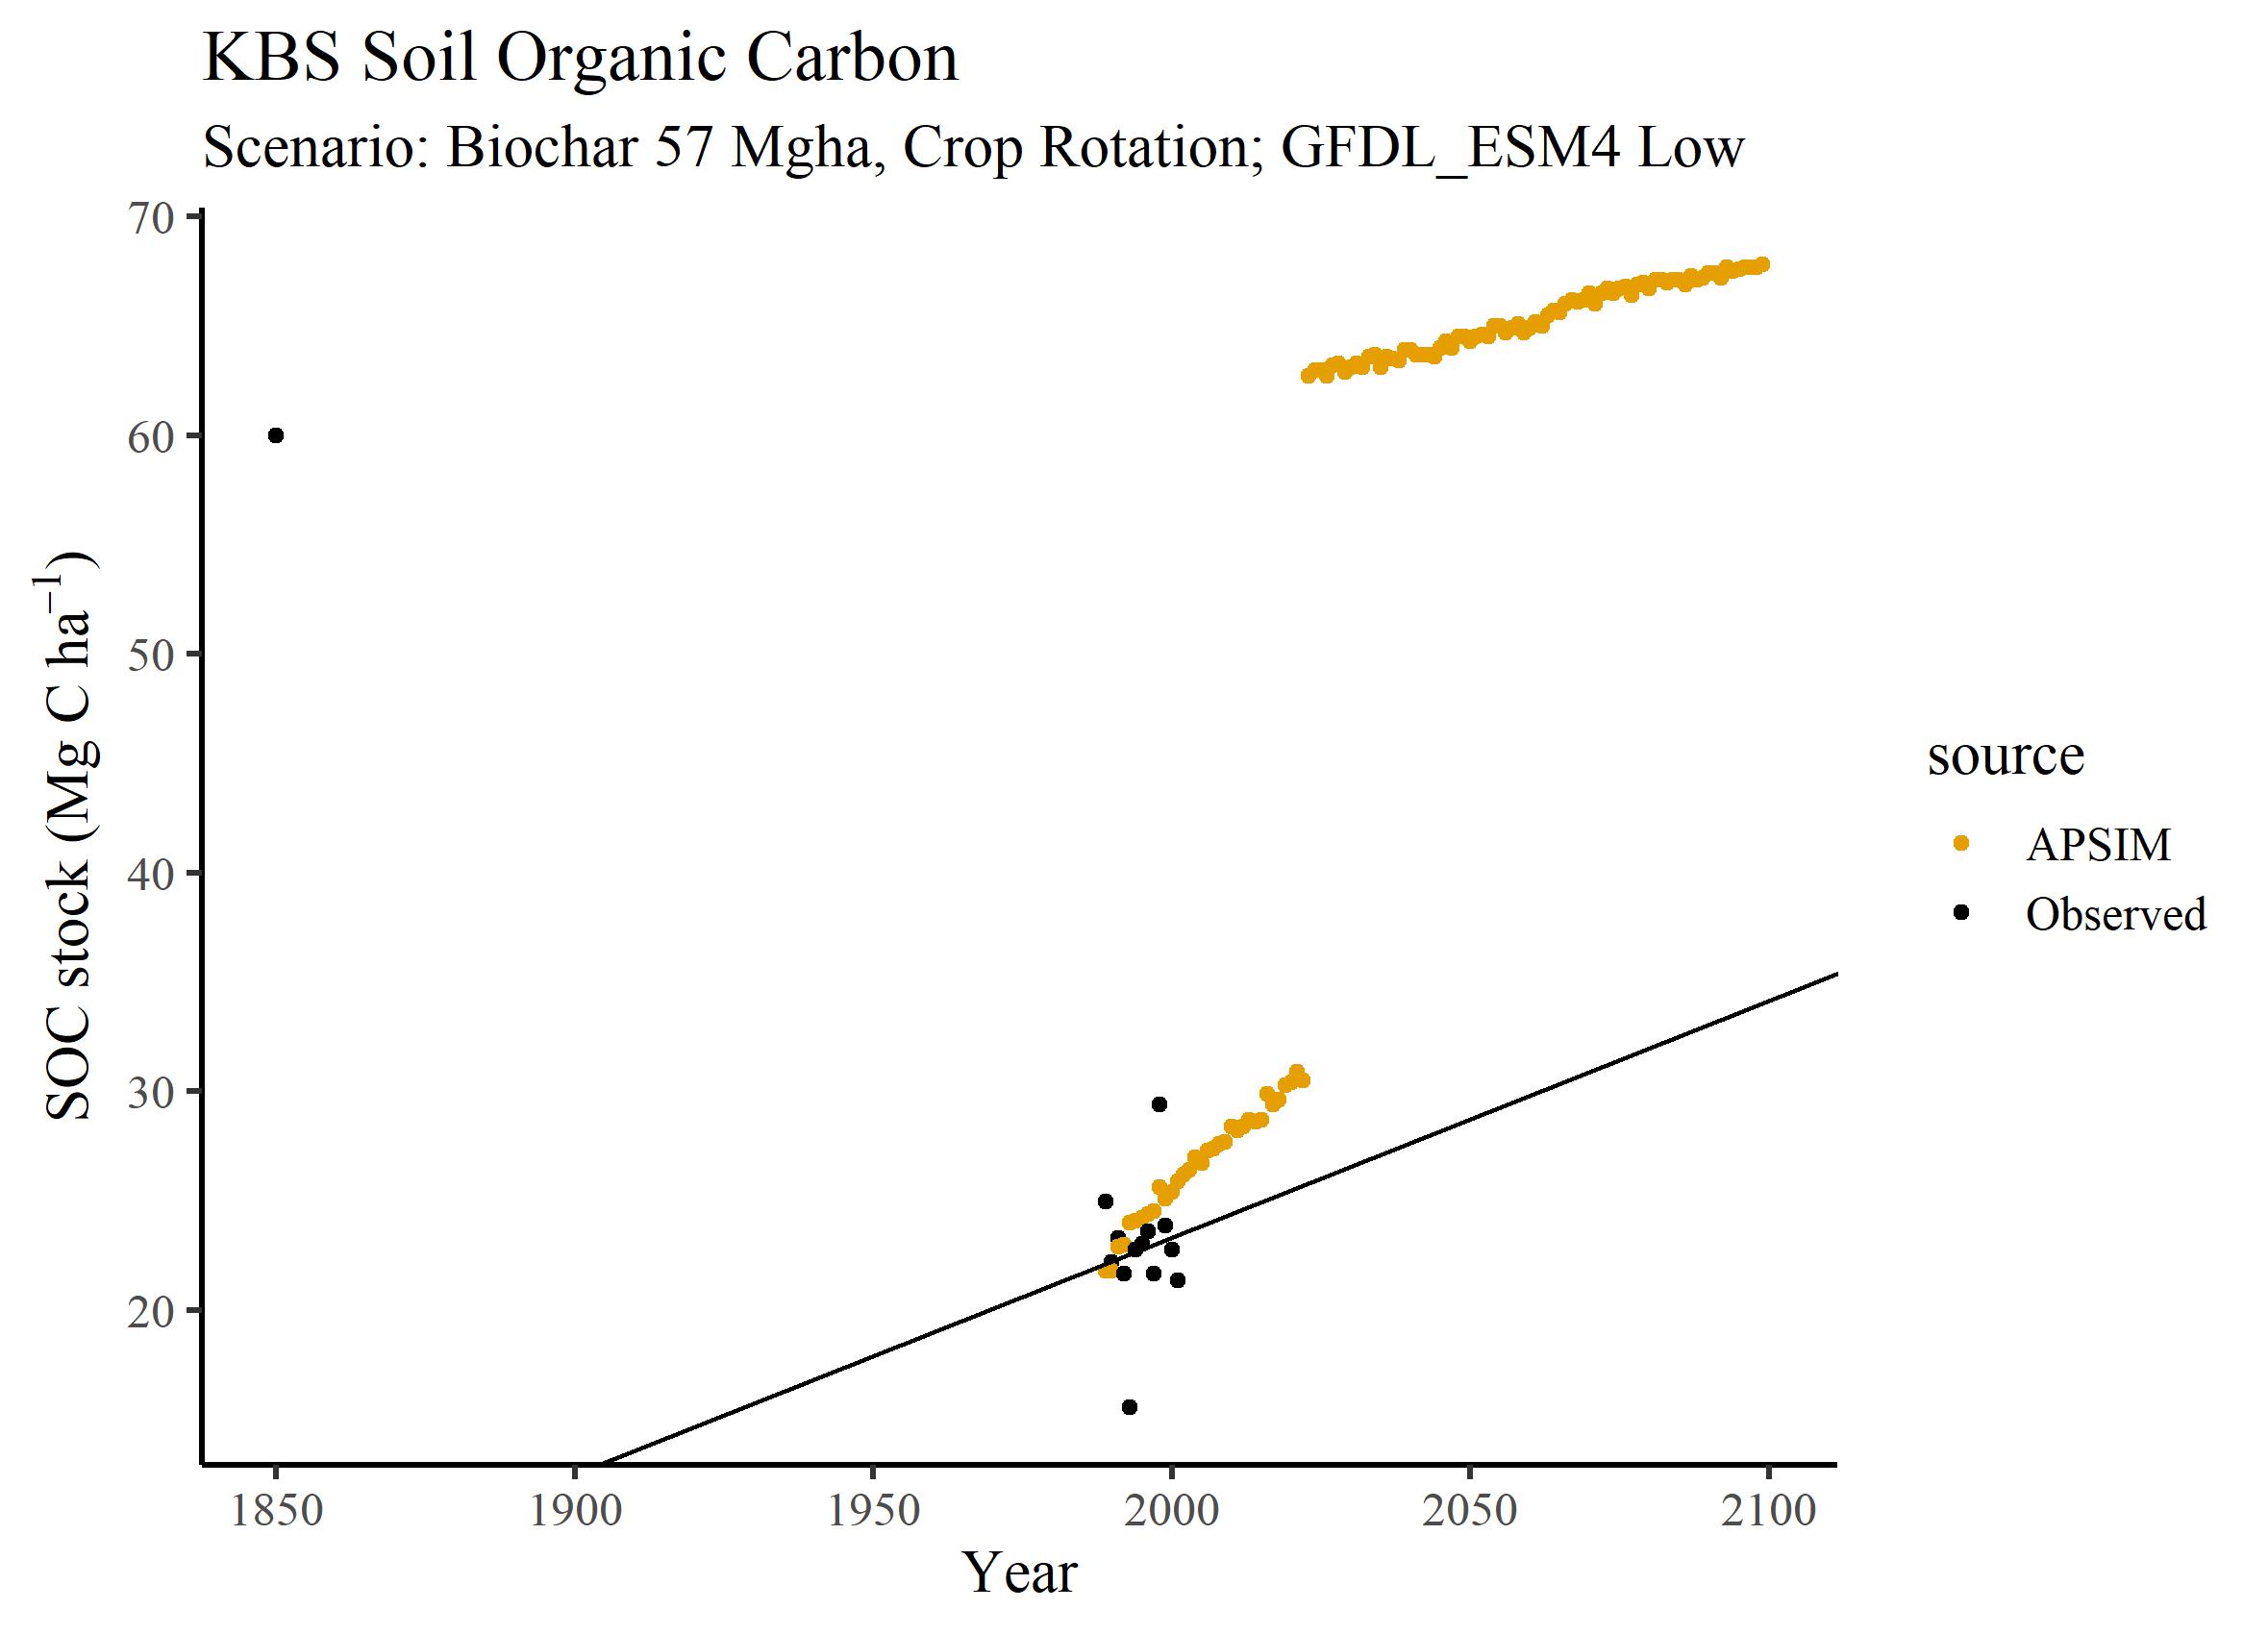 KBS Soil Organic Carbon
Scenario: Biochar 57 Mgha, Crop Rotation; GFDL_ESM4 Low
SOC stock (Mg C ha⁻¹)
70
60
50
40
30
20
1850 1900 1950 2000 2050 2100
Year
source
APSIM
Observed